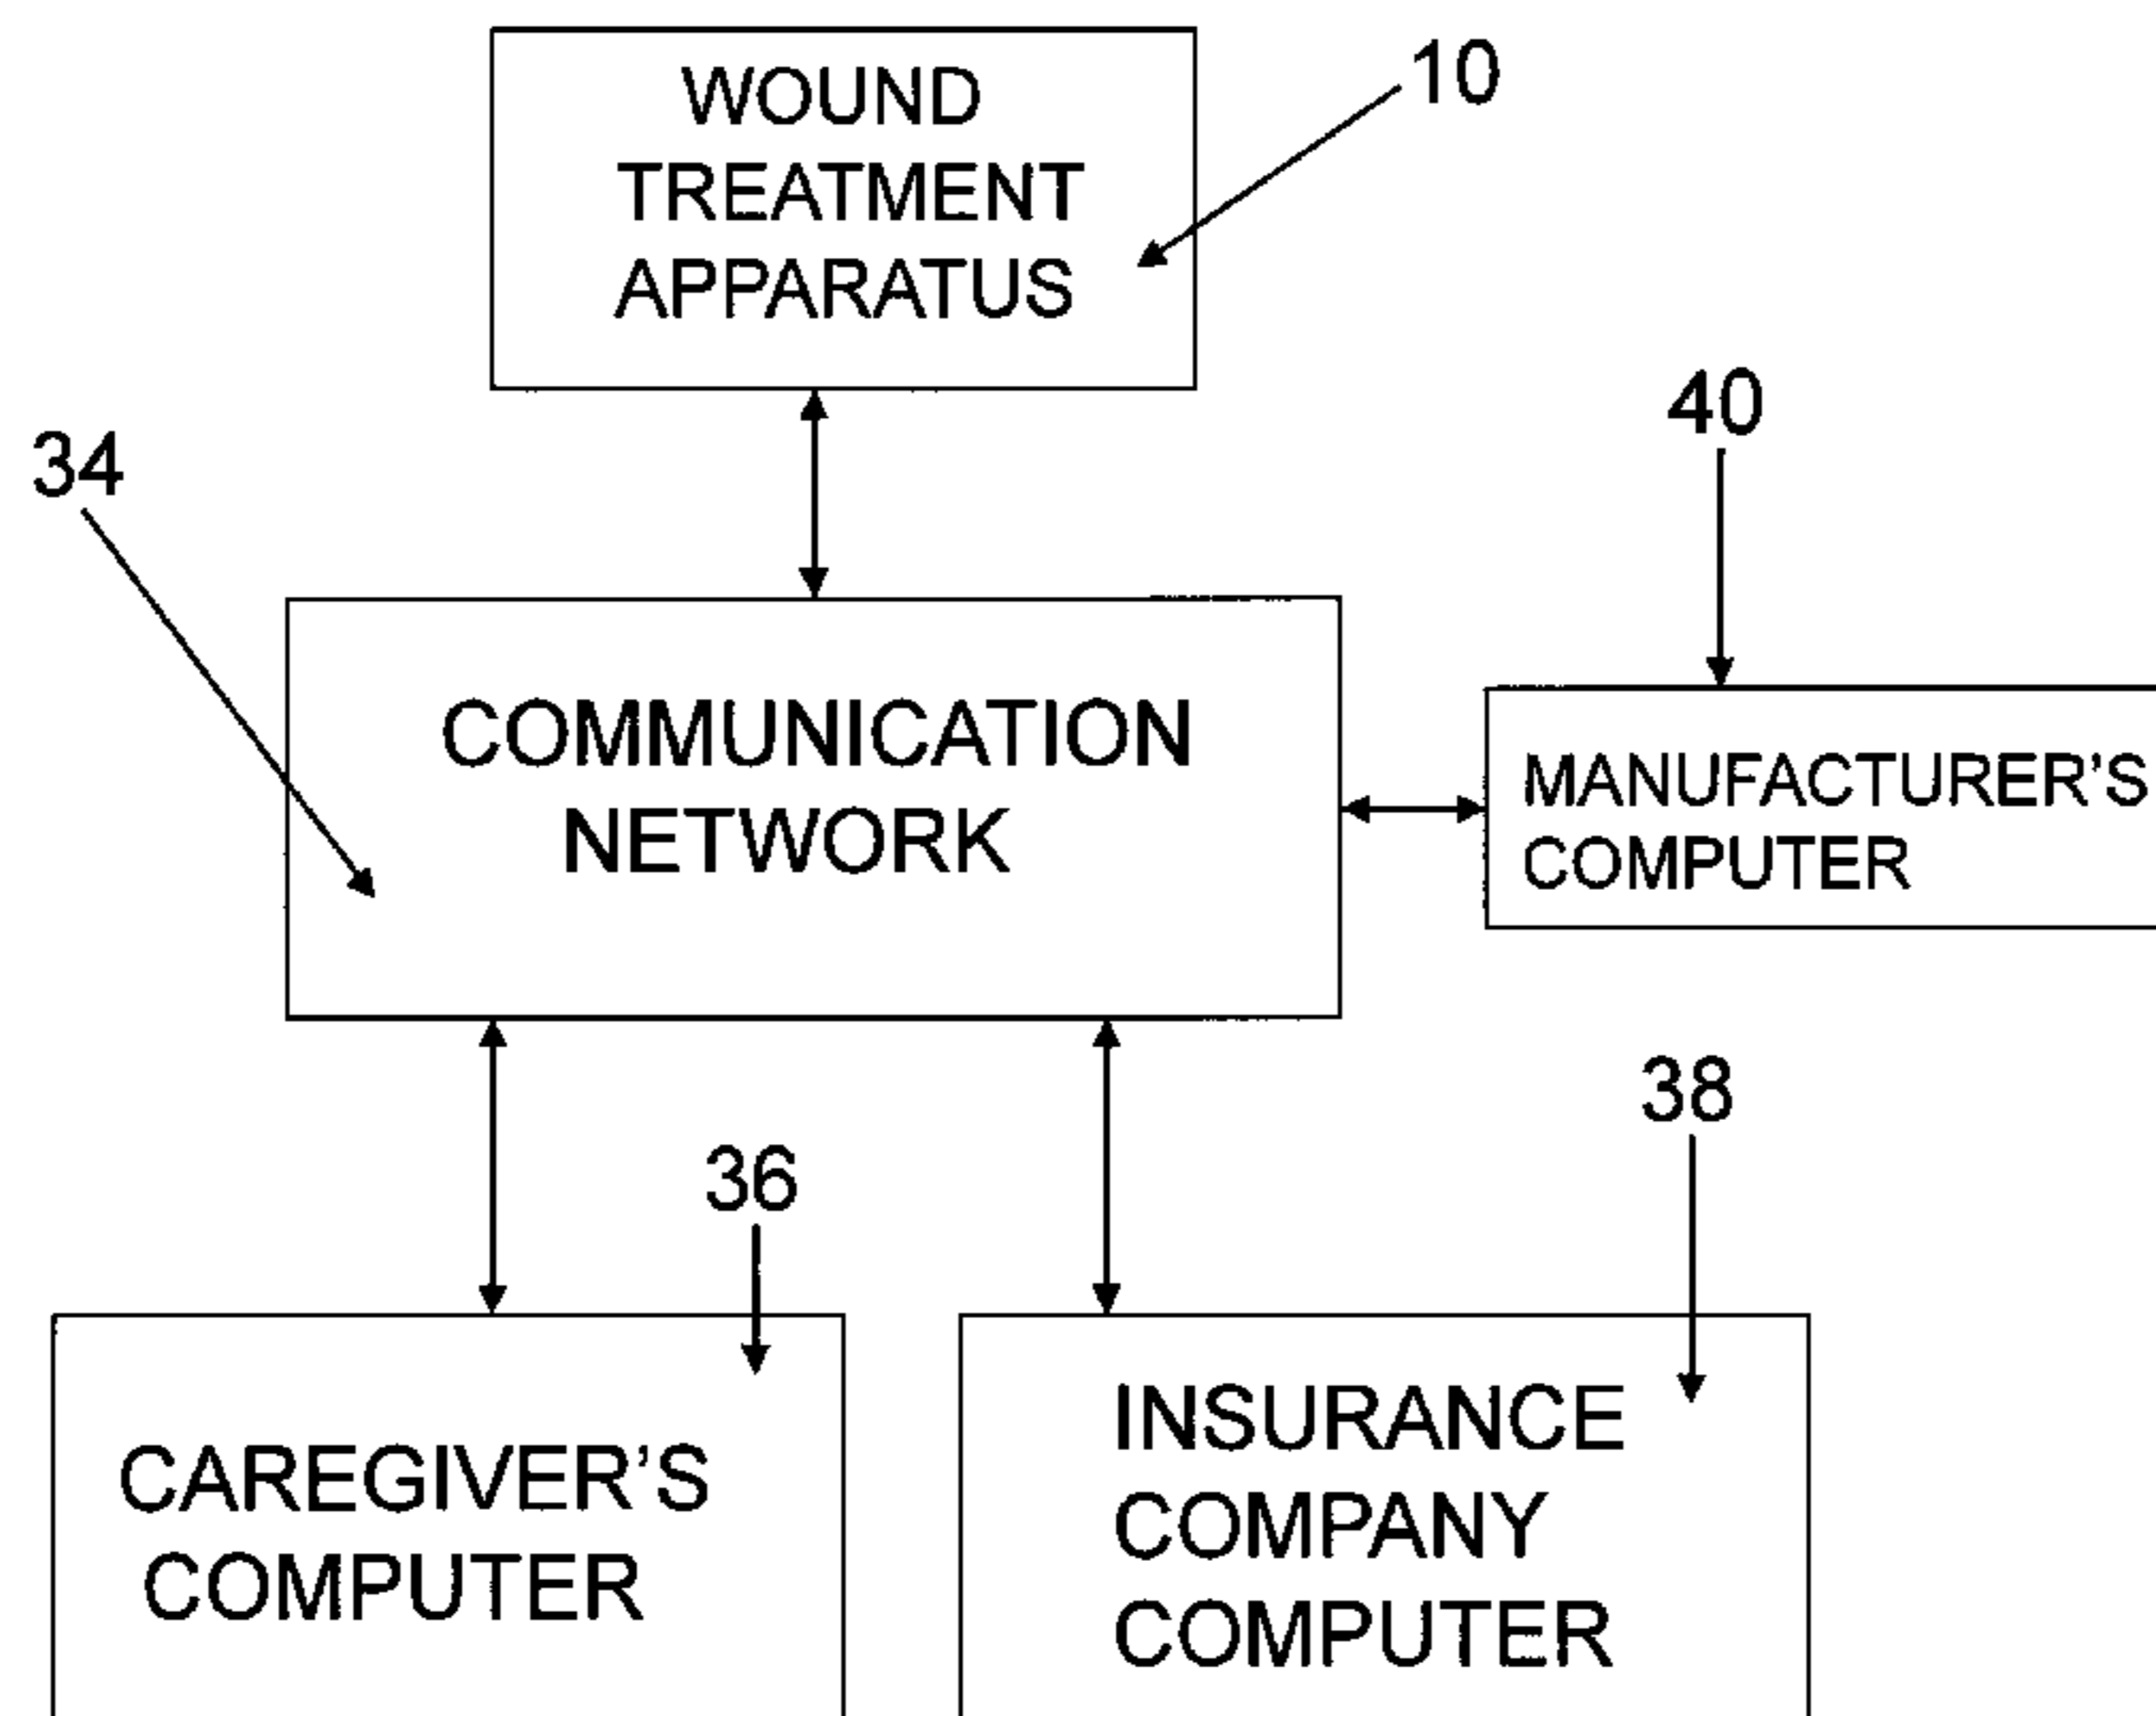 WOUND
TREATMENT
APPARATUS
10
34
40
COMMUNICATION
NETWORK
MANUFACTURER'S
COMPUTER
36
38
CAREGIVER'S
COMPUTER
INSURANCE
COMPANY
COMPUTER